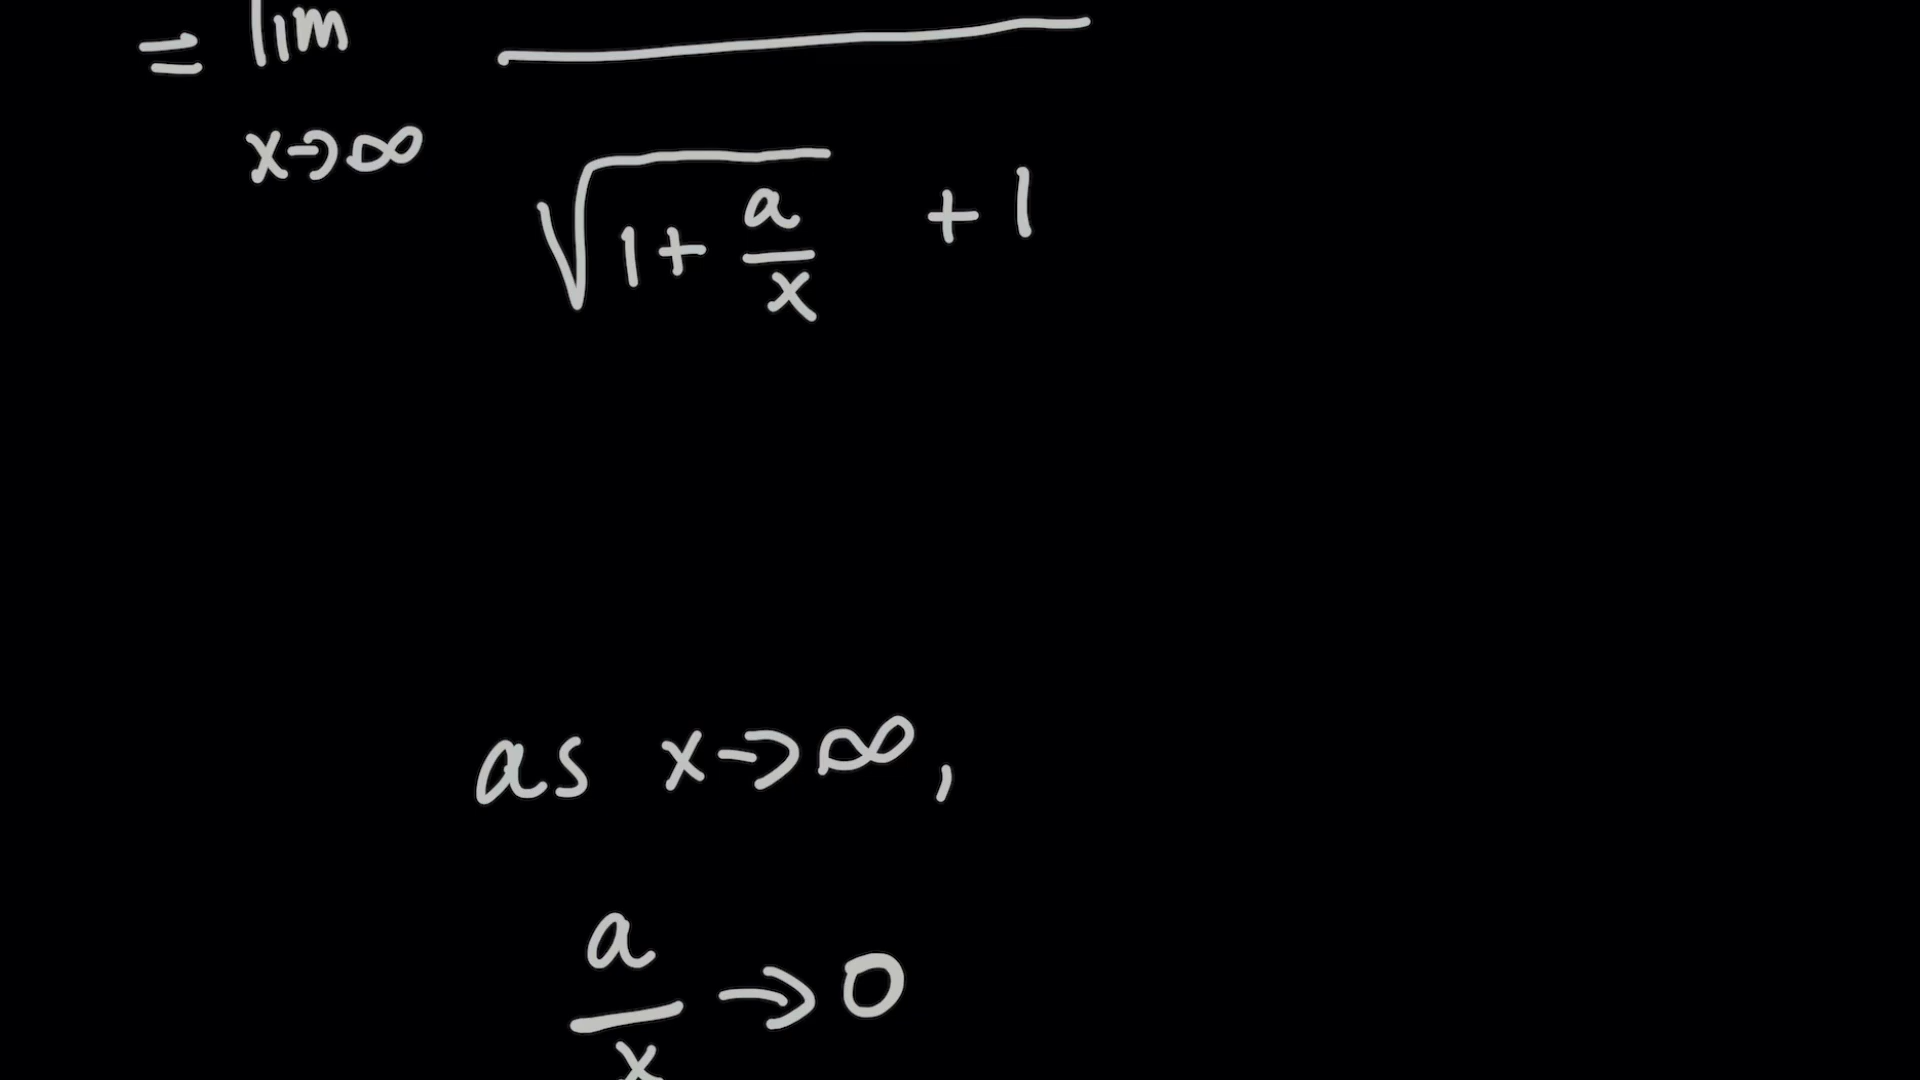 = lim
x→∞
√(1 + a/x) + 1
as x→∞,
a/x → 0